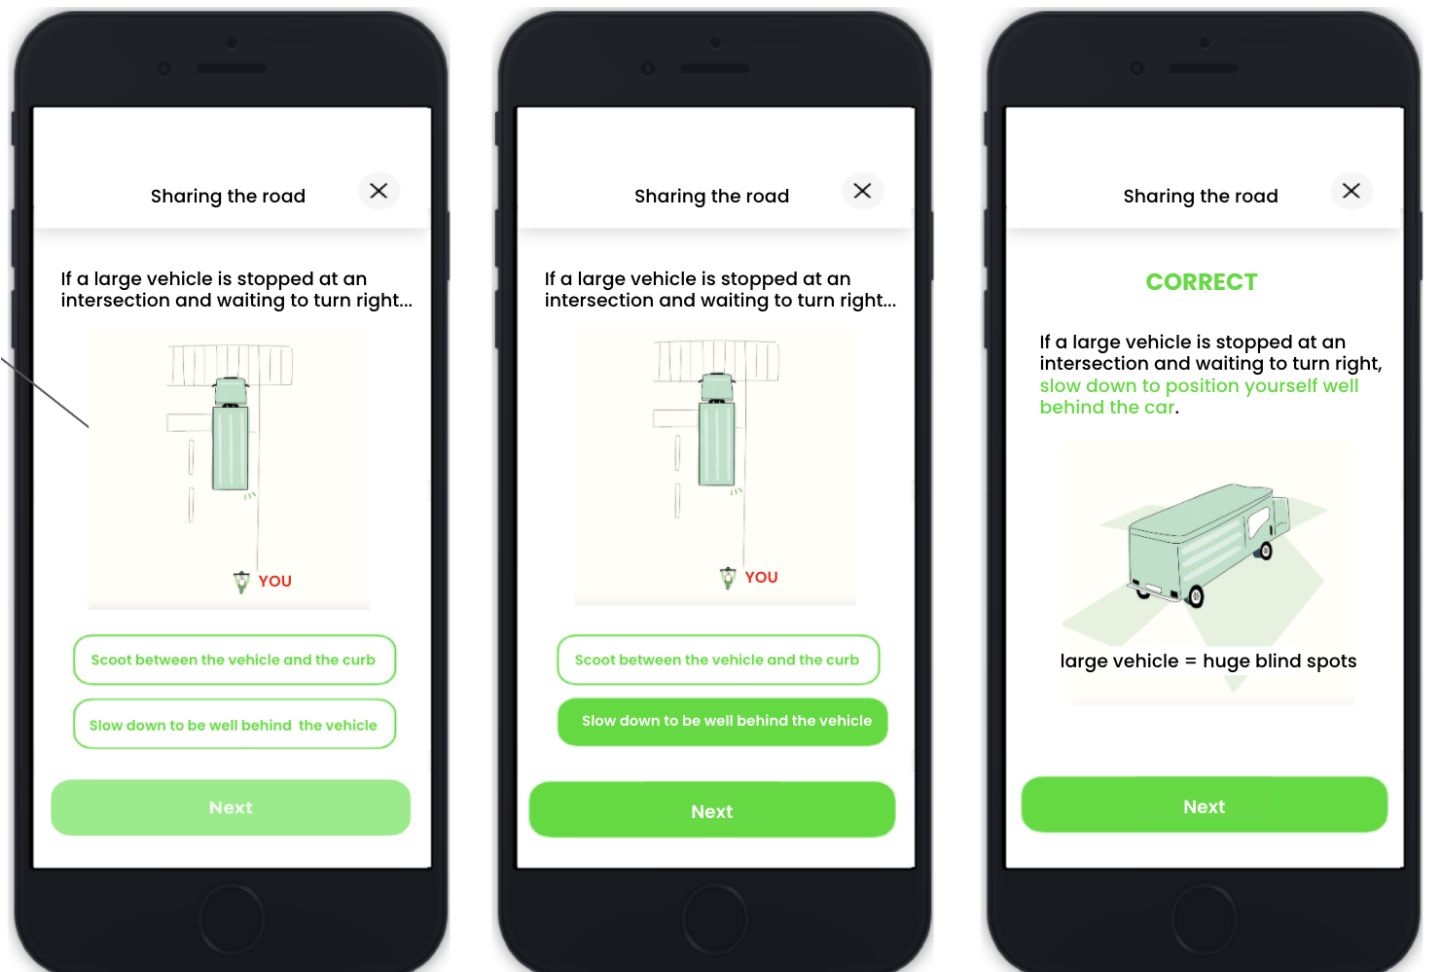 Sharing the road
If a large vehicle is stopped at an
intersection and waiting to turn right...
YOU
Scoot between the vehicle and the curb
Slow down to be well behind the vehicle
Next
Sharing the road
If a large vehicle is stopped at an
intersection and waiting to turn right...
YOU
Scoot between the vehicle and the curb
Slow down to be well behind the vehicle
Next
Sharing the road
CORRECT
If a large vehicle is stopped at an
intersection and waiting to turn right,
slow down to position yourself well
behind the car.
large vehicle = huge blind spots
Next